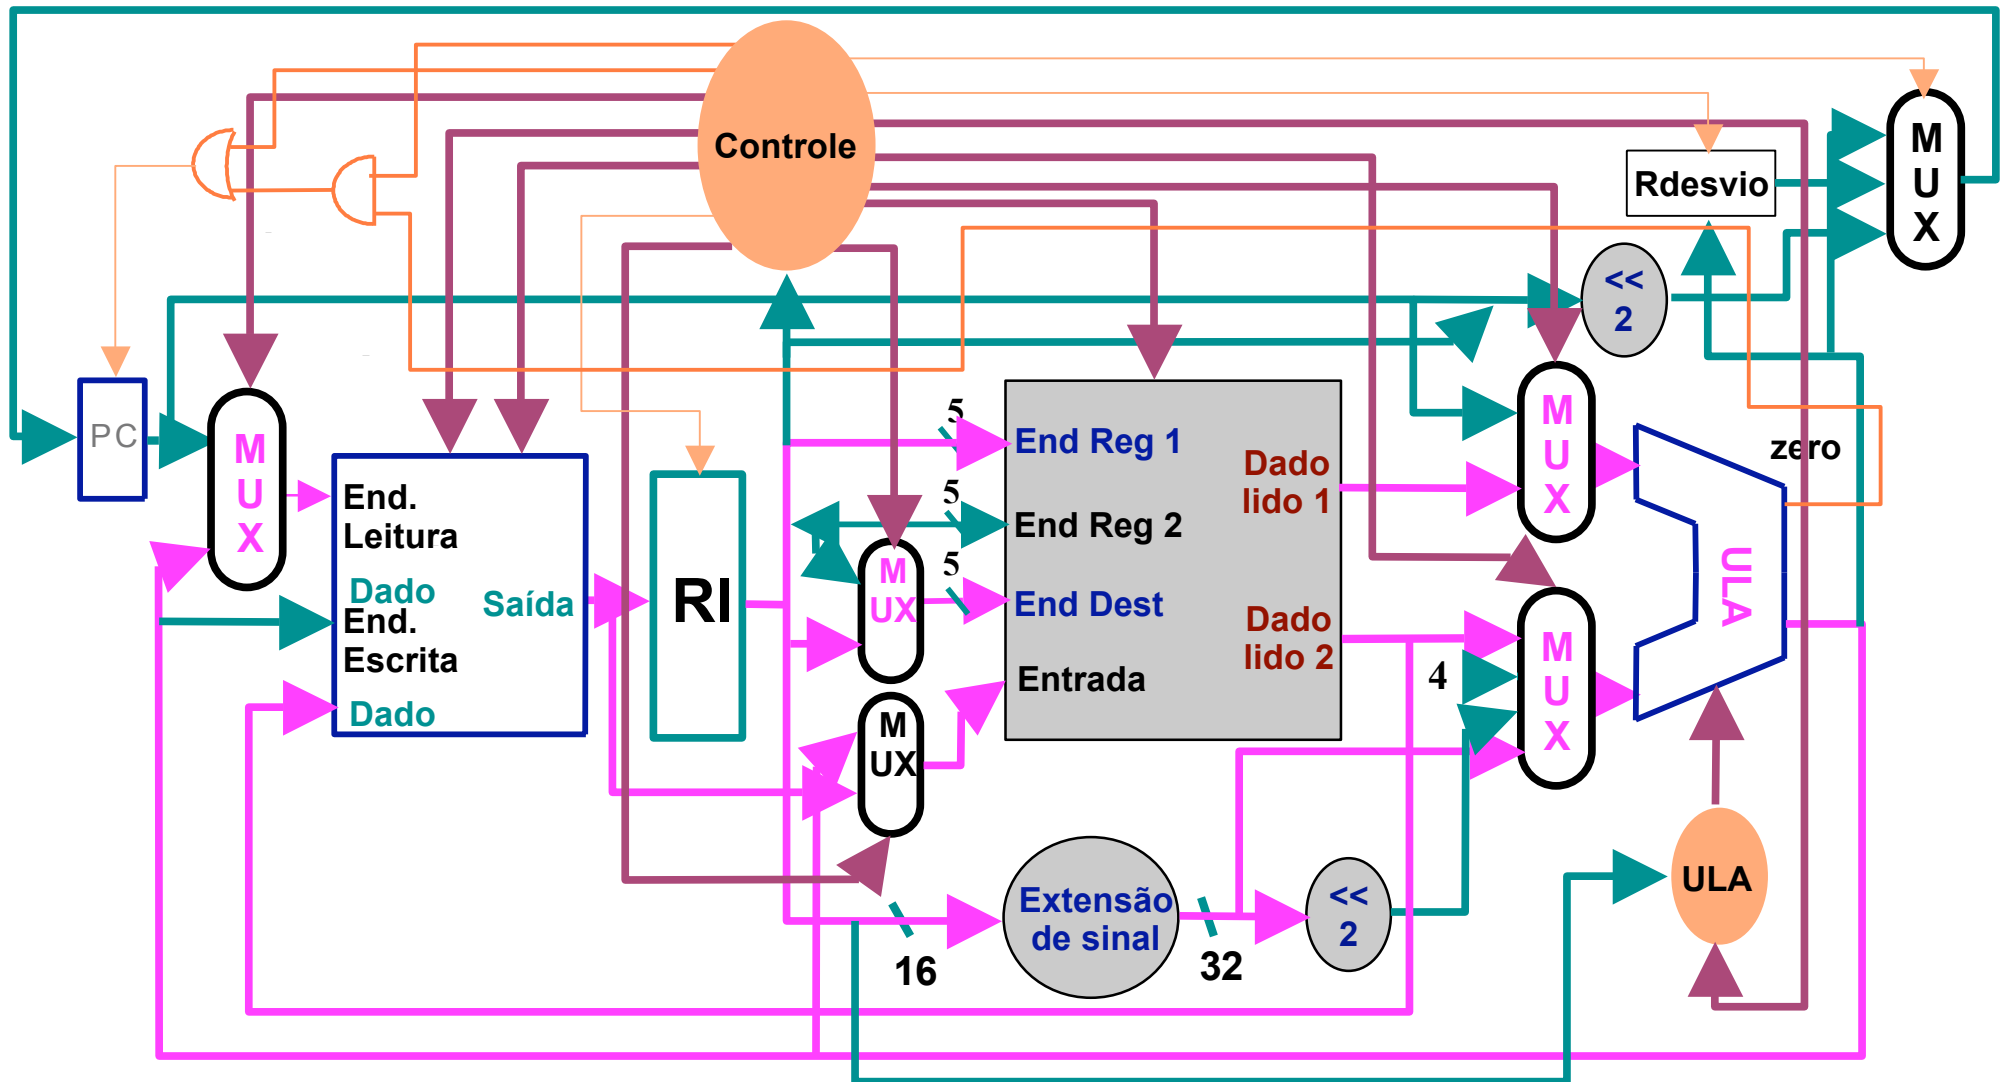 Controle
M
U
X
Rdesvio
<<
2
PC
M
U
X
End.
Leitura
Dado
End.
Escrita
Dado
Saída
RI
5
End Reg 1
5
End Reg 2
5
End Dest
Entrada
Dado
lido 1
Dado
lido 2
M
UX
M
UX
M
U
X
4
M
U
X
zero
ULA
ULA
Extensão
de sinal
16
32
<<
2